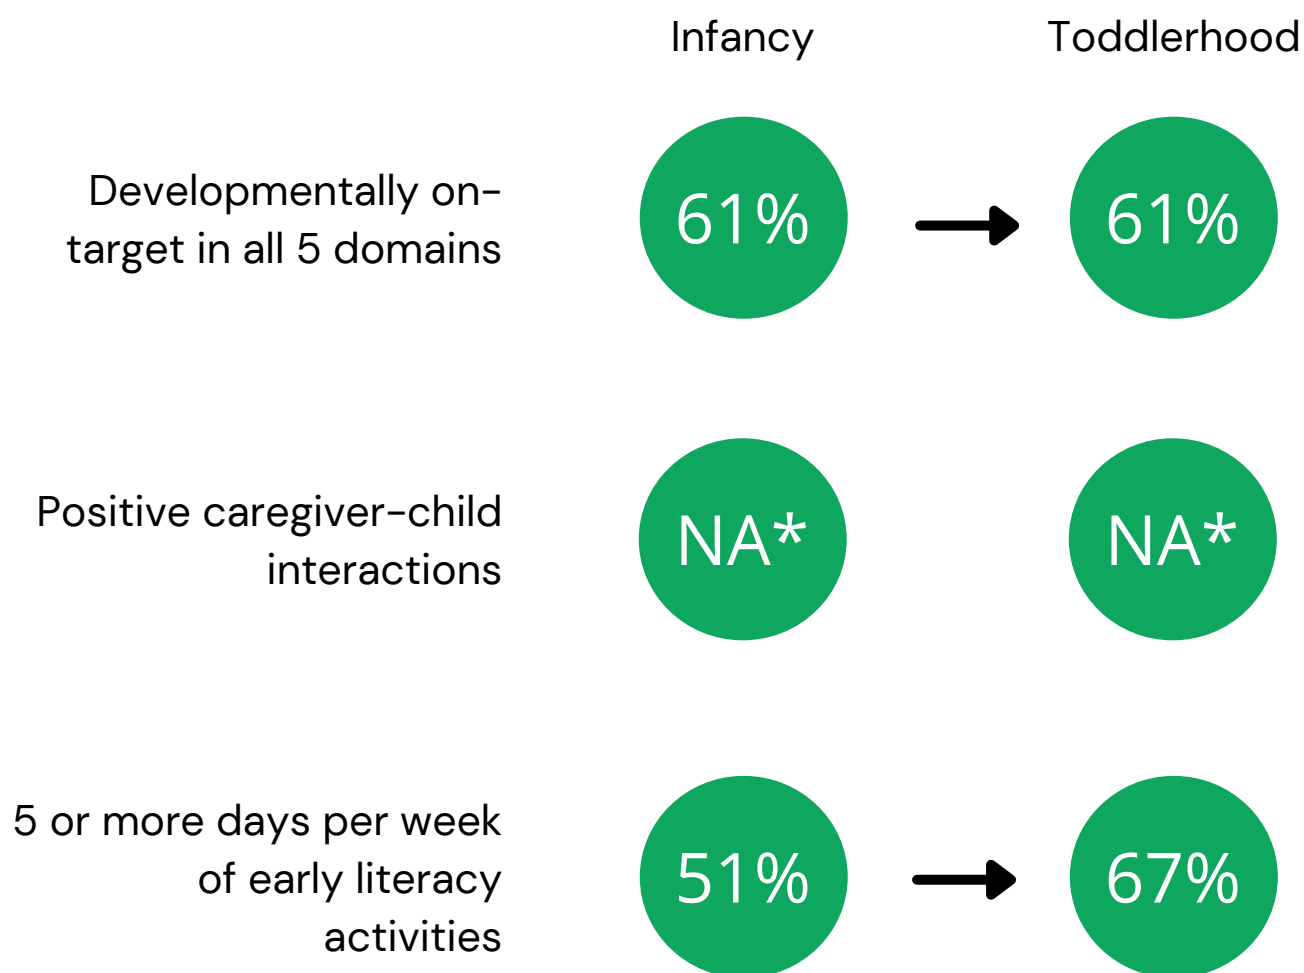 Infancy Toddlerhood
Developmentally on-
target in all 5 domains
61% 61%
Positive caregiver-child
interactions
NA* NA*
5 or more days per week
of early literacy
activities
51% 67%